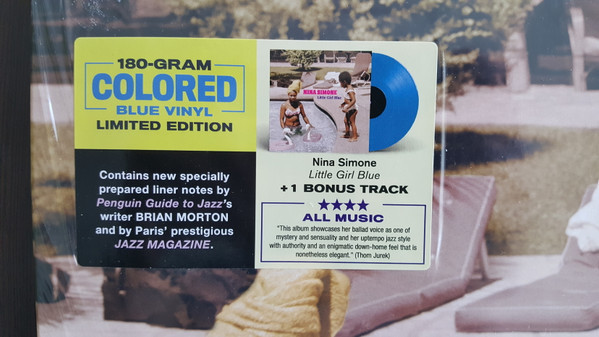 180-GRAM
COLORED
BLUE VINYL
LIMITED EDITION
Contains new specially
prepared liner notes by
Penguin Guide to Jazz's
writer BRIAN MORTON
and by Paris' prestigious
JAZZ MAGAZINE.
NINA SIMONE
Little Girl Blue
Nina Simone
Little Girl Blue
+1 BONUS TRACK
★★★★
ALL MUSIC
"This album showcases her ballad voice as one of
mystery and sensuality and her uptempo jazz style
with authority and an enigmatic down-home feel that is
nonetheless elegant." (Thom Jurek)